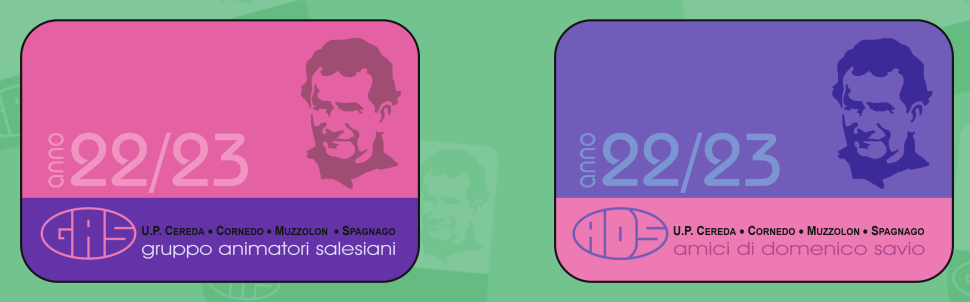 anno 22/23
GAS
U.P. CEREDA • CORNEDO • MUZZOLON • SPAGNAGO
gruppo animatori salesiani
anno 22/23
ADS
U.P. CEREDA • CORNEDO • MUZZOLON • SPAGNAGO
amici di domenico savio